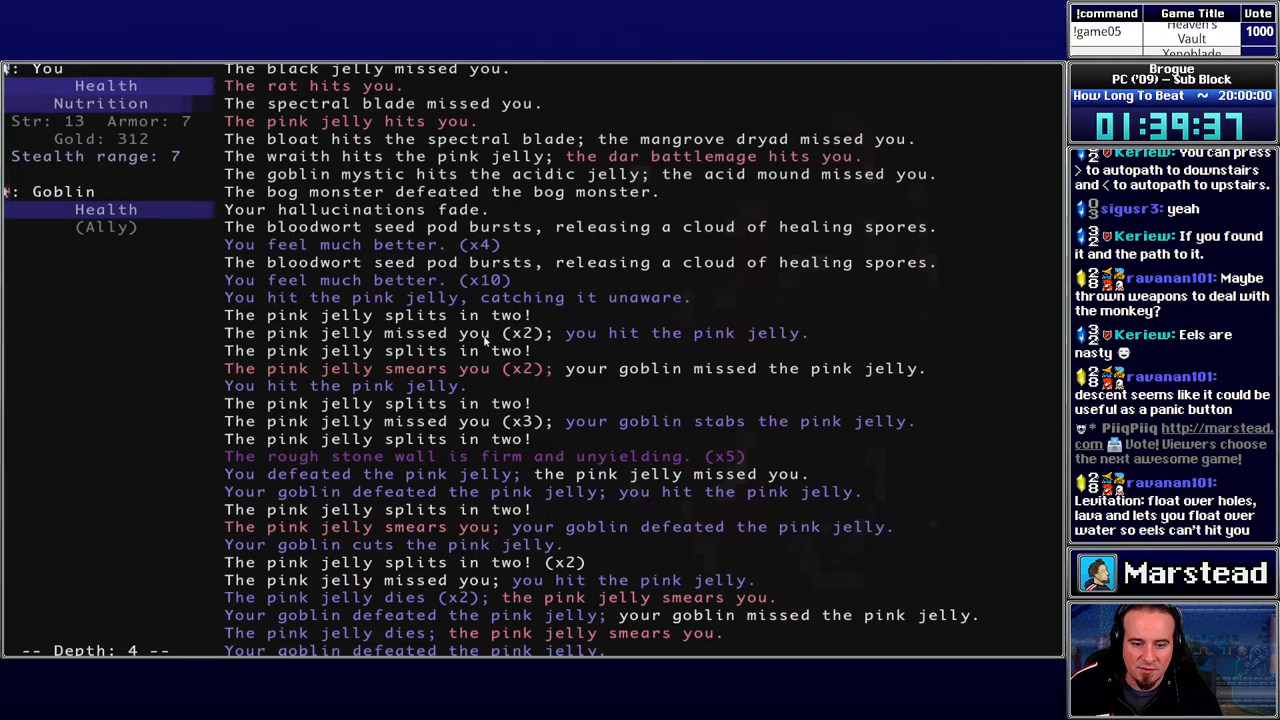 : You
Health
Nutrition
Str: 13 Armor: 7
Gold: 312
Stealth range: 7
: Goblin
Health
(Ally)
-- Depth: 4 --
The black jelly missed you.
The rat hits you.
The spectral blade missed you.
The pink jelly hits you.
The bloat hits the spectral blade; the mangrove dryad missed you.
The wraith hits the pink jelly; the dar battlemage hits you.
The goblin mystic hits the acidic jelly; the acid mound missed you.
The bog monster defeated the bog monster.
Your hallucinations fade.
The bloodwort seed pod bursts, releasing a cloud of healing spores.
You feel much better. (x4)
The bloodwort seed pod bursts, releasing a cloud of healing spores.
You feel much better. (x10)
You hit the pink jelly, catching it unaware.
The pink jelly splits in two!
The pink jelly missed you (x2); you hit the pink jelly.
The pink jelly splits in two!
The pink jelly smears you (x2); your goblin missed the pink jelly.
You hit the pink jelly.
The pink jelly splits in two!
The pink jelly missed you (x3); your goblin stabs the pink jelly.
The pink jelly splits in two!
The rough stone wall is firm and unyielding. (x5)
You defeated the pink jelly; the pink jelly missed you.
Your goblin defeated the pink jelly; you hit the pink jelly.
The pink jelly splits in two!
The pink jelly smears you; your goblin defeated the pink jelly.
Your goblin cuts the pink jelly.
The pink jelly splits in two! (x2)
The pink jelly missed you; you hit the pink jelly.
The pink jelly dies (x2); the pink jelly smears you.
Your goblin defeated the pink jelly; your goblin missed the pink jelly.
The pink jelly dies; the pink jelly smears you.
Your goblin defeated the pink jelly.
!command Game Title Vote
!game05 Heaven's Vault 1000
Xenoblade
Brogue
PC ('09) – Sub Block
How Long To Beat ~ 20:00:00
01:39:37
Keriew: You can press
> to autopath to downstairs
and < to autopath to upstairs.
sigusr3: yeah
Keriew: If you found
it and the path to it.
ravanan101: Maybe
thrown weapons to deal with
the monkey?
Keriew: Eels are
nasty
ravanan101:
descent seems like it could be
useful as a panic button
* PiiqPiiq http://marstead.
com Vote! Viewers choose
the next awesome game!
ravanan101:
Levitation: float over holes,
lava and lets you float over
water so eels can't hit you
Marstead